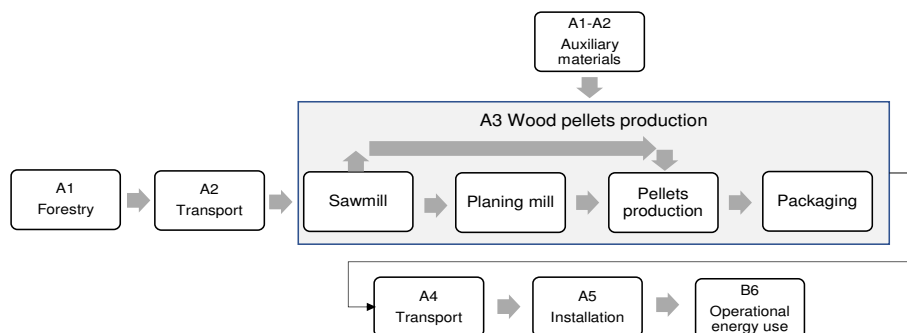 A1-A2
Auxiliary
materials
A3 Wood pellets production
A1
Forestry
A2
Transport
Sawmill
Planing mill
Pellets
production
Packaging
A4
Transport
A5
Installation
B6
Operational
energy use